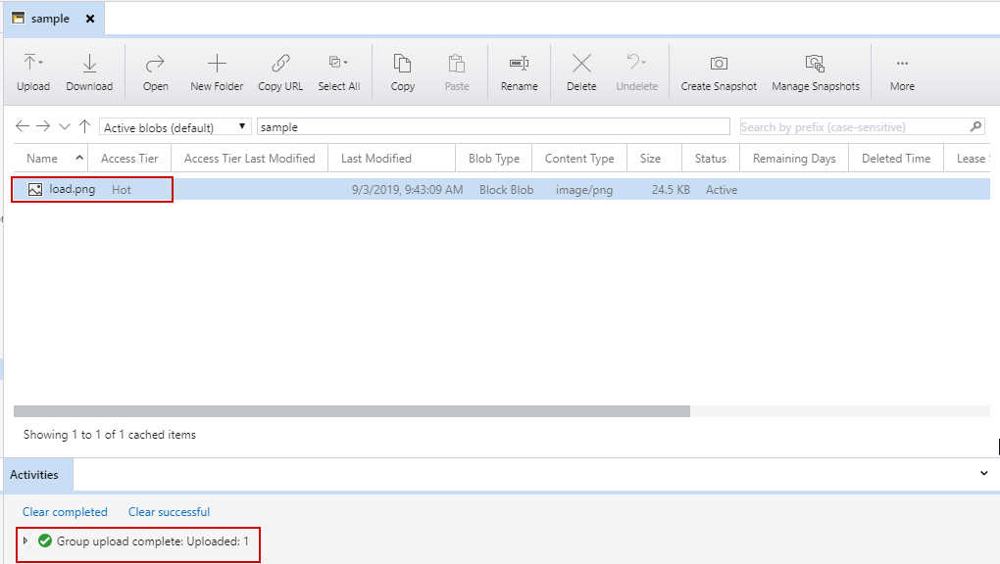 sample
Upload Download Open New Folder Copy URL Select All Copy Paste Rename Delete Undelete Create Snapshot Manage Snapshots More
Active blobs (default) sample Search by prefix (case-sensitive)
Name Access Tier Access Tier Last Modified Last Modified Blob Type Content Type Size Status Remaining Days Deleted Time Lease
load.png Hot 9/3/2019, 9:43:09 AM Block Blob image/png 24.5 KB Active
Showing 1 to 1 of 1 cached items
Activities
Clear completed Clear successful
Group upload complete: Uploaded: 1